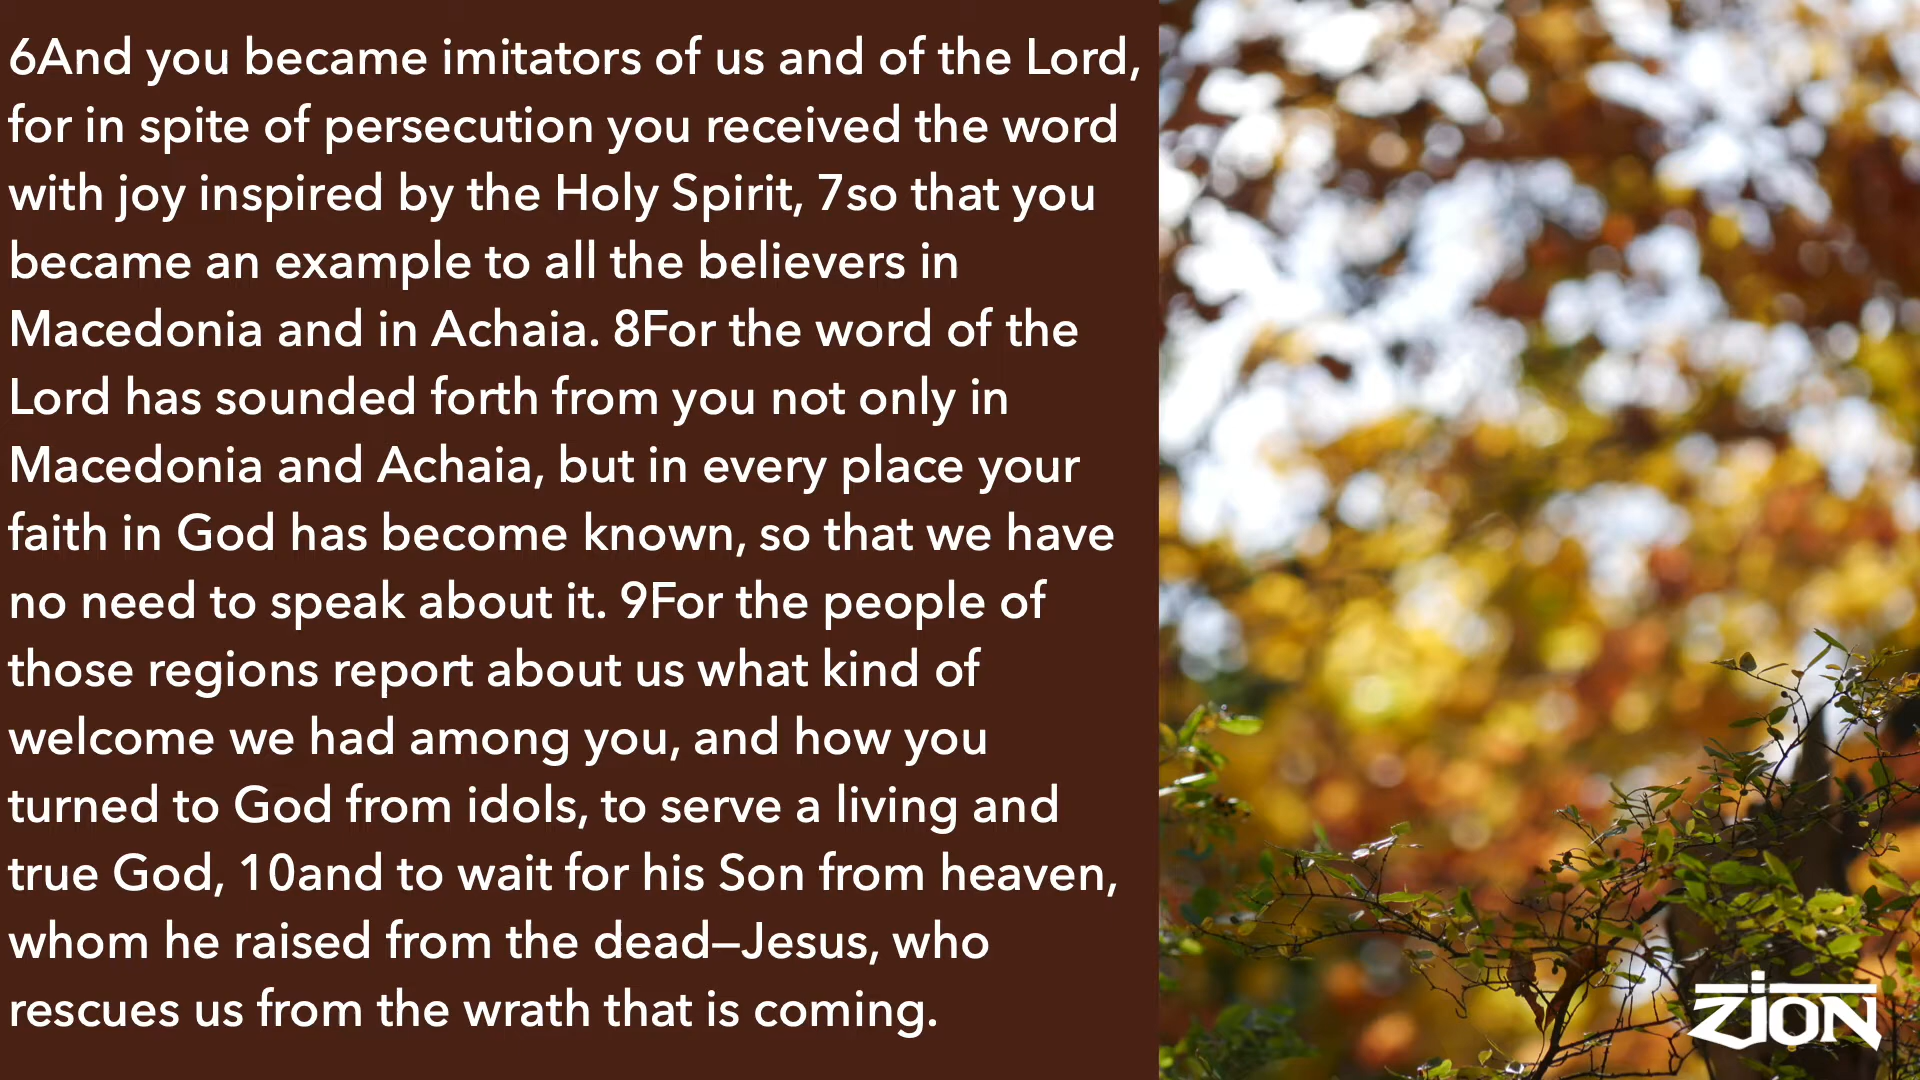 6And you became imitators of us and of the Lord,
for in spite of persecution you received the word
with joy inspired by the Holy Spirit, 7so that you
became an example to all the believers in
Macedonia and in Achaia. 8For the word of the
Lord has sounded forth from you not only in
Macedonia and Achaia, but in every place your
faith in God has become known, so that we have
no need to speak about it. 9For the people of
those regions report about us what kind of
welcome we had among you, and how you
turned to God from idols, to serve a living and
true God, 10and to wait for his Son from heaven,
whom he raised from the dead—Jesus, who
rescues us from the wrath that is coming.
ZION